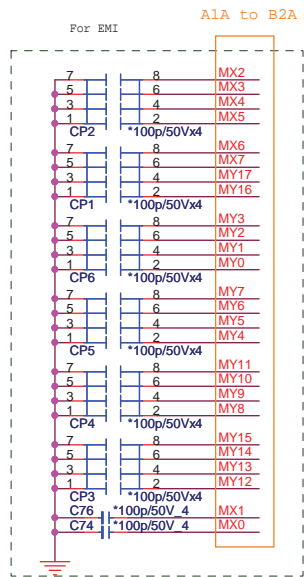 A1A to B2A
For EMI
7 8 MX2
5 6 MX3
3 4 MX4
1 2 MX5
CP2 *100p/50Vx4
7 8 MX6
5 6 MX7
3 4 MY17
1 2 MY16
CP1 *100p/50Vx4
7 8 MY3
5 6 MY2
3 4 MY1
1 2 MY0
CP6 *100p/50Vx4
7 8 MY7
5 6 MY6
3 4 MY5
1 2 MY4
CP5 *100p/50Vx4
7 8 MY11
5 6 MY10
3 4 MY9
1 2 MY8
CP4 *100p/50Vx4
7 8 MY15
5 6 MY14
3 4 MY13
1 2 MY12
CP3 *100p/50Vx4
C76 *100p/50V_4 MX1
C74 *100p/50V_4 MX0